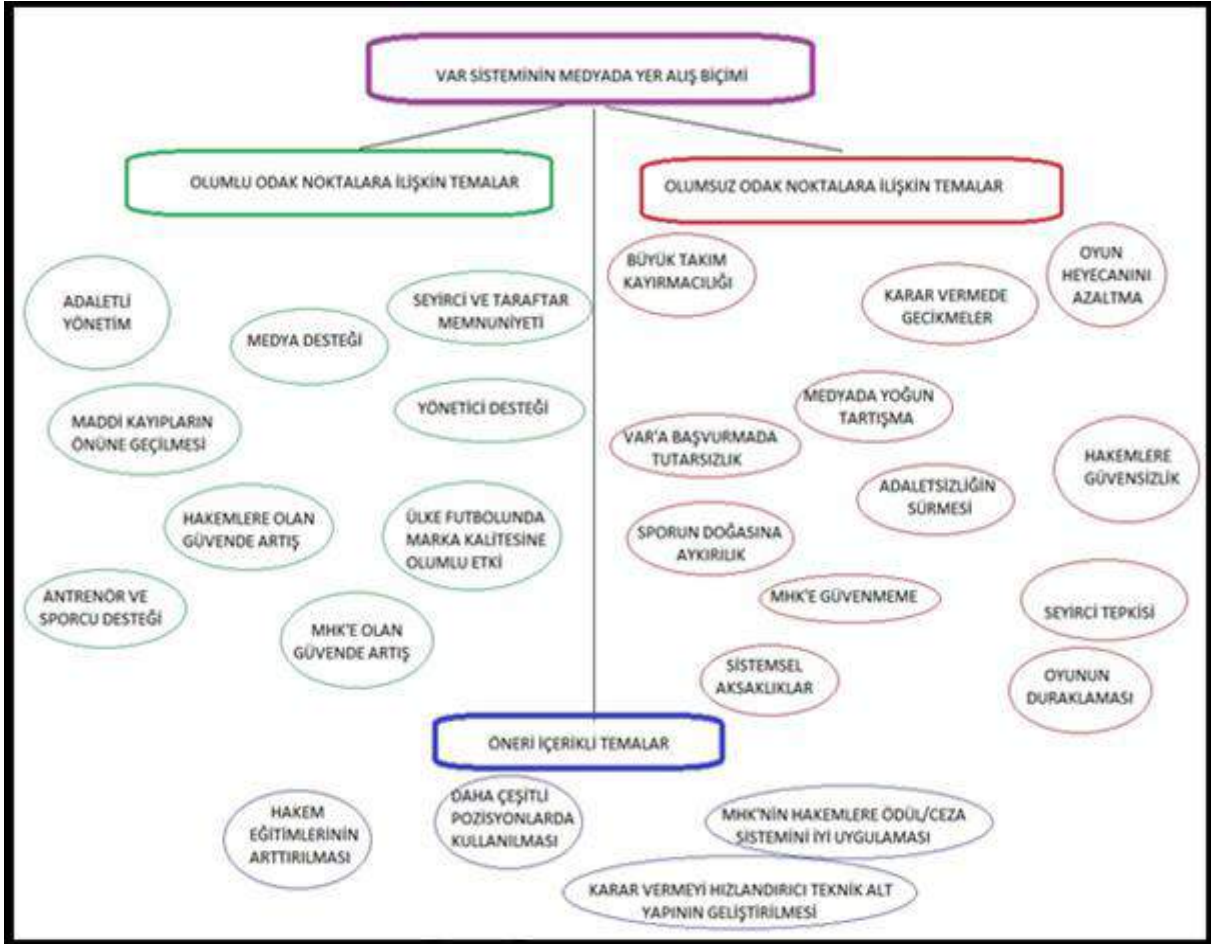 VAR SİSTEMİNİN MEDYADA YER ALIŞ BİÇİMİ
OLUMLU ODAK NOKTALARA İLİŞKİN TEMALAR
OLUMSUZ ODAK NOKTALARA İLİŞKİN TEMALAR
ADALETLİ
YÖNETİM
MEDYA DESTEĞİ
SEYİRCİ VE TARAFTAR
MEMNUNİYETİ
MADDİ KAYIPLARIN
ÖNÜNE GEÇİLMESİ
YÖNETİCİ DESTEĞİ
HAKEMLERE OLAN
GÜVENDE ARTIŞ
ÜLKE FUTBOLUNDA
MARKA KALİTESİNE
OLUMLU ETKİ
ANTRENÖR VE
SPORCU DESTEĞİ
MHK'E OLAN
GÜVENDE ARTIŞ
BÜYÜK TAKIM
KAYIRMACILIĞI
KARAR VERMEDE
GECİKMELER
OYUN
HEYECANINI
AZALTMA
MEDYADA YOĞUN
TARTIŞMA
VAR'A BAŞVURMADA
TUTARSIZLIK
HAKEMLERE
GÜVENSİZLİK
ADALETSİZLİĞİN
SÜRMESİ
SPORUN DOĞASINA
AYKIRILIK
MHK'E GÜVENMEME
SEYİRCİ TEPKİSİ
SİSTEMSEL
AKSAKLIKLAR
OYUNUN
DURAKLAMASI
ÖNERİ İÇERİKLİ TEMALAR
HAKEM
EĞİTİMLERİNİN
ARTTIRILMASI
DAHA ÇEŞİTLİ
POZİSYONLARDA
KULLANILMASI
MHK'NİN HAKEMLERE ÖDÜL/CEZA
SİSTEMİNİ İYİ UYGULAMASI
KARAR VERMEYİ HIZLANDIRICI TEKNİK ALT
YAPININ GELİŞTİRİLMESİ